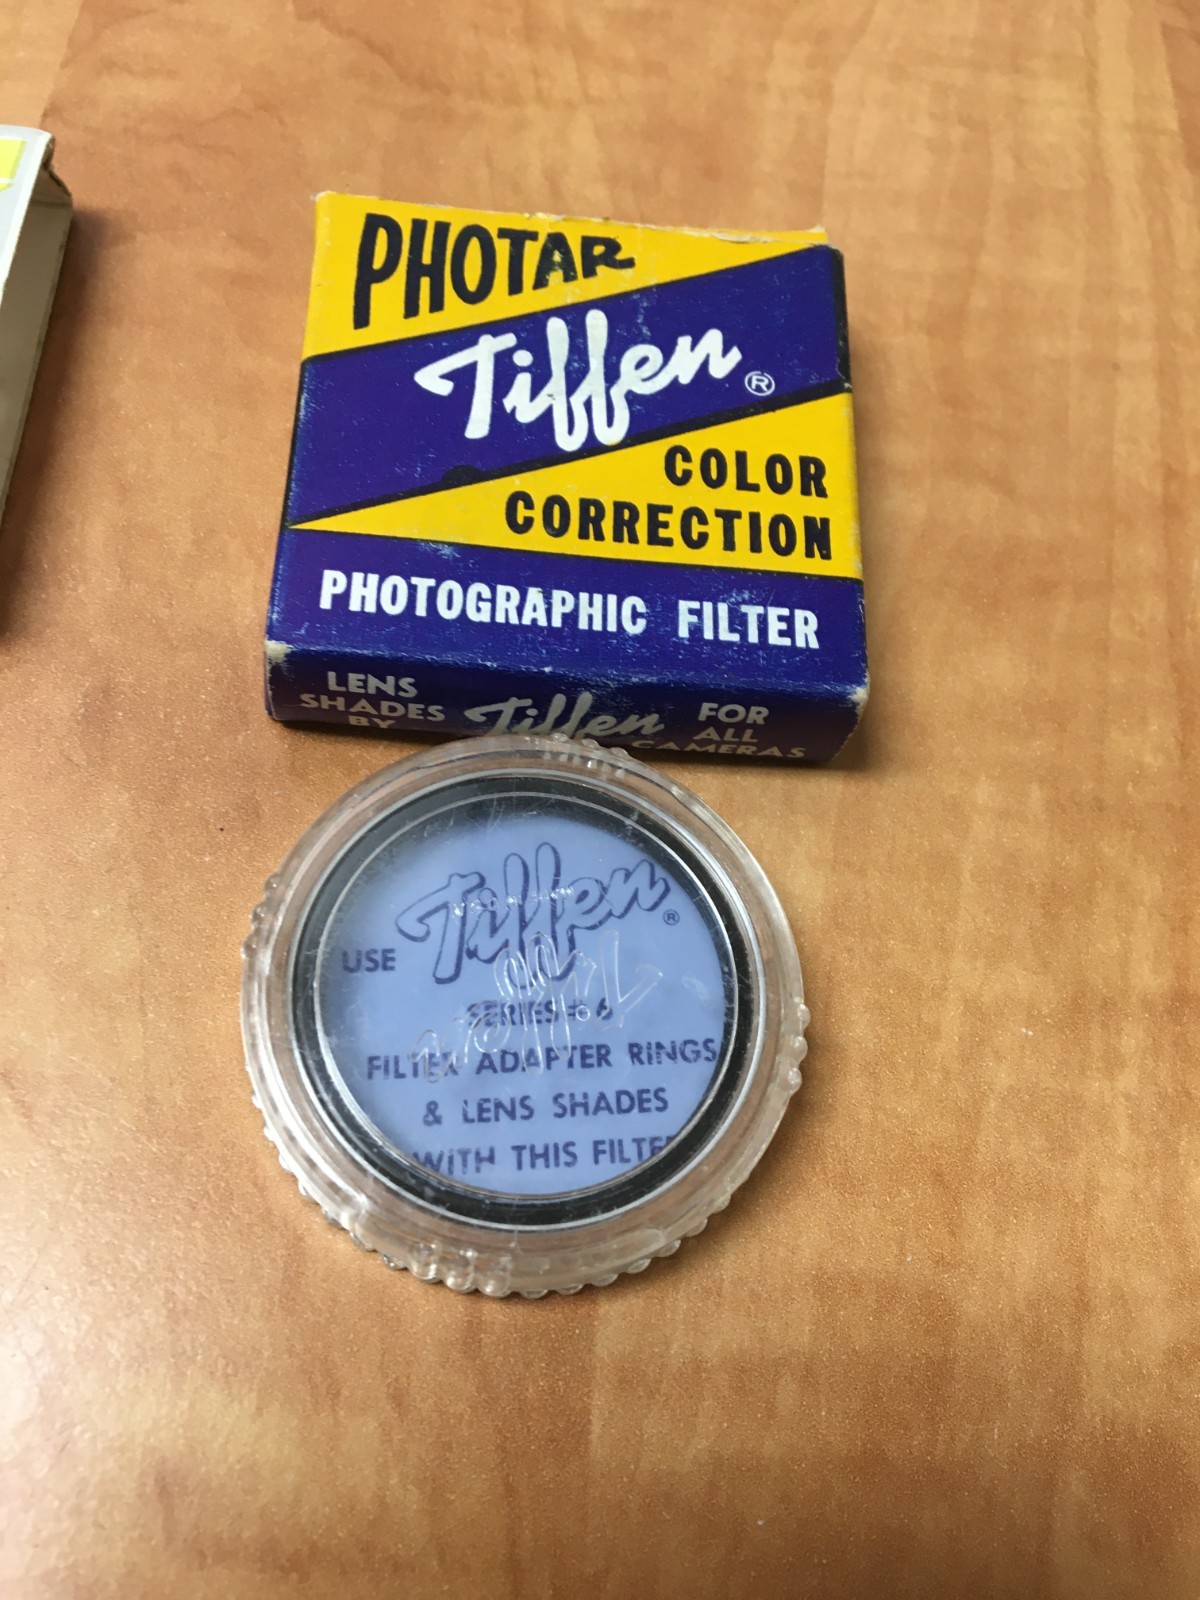 PHOTAR
Tiffen®
COLOR
CORRECTION
PHOTOGRAPHIC FILTER
LENS
SHADES
BY
Tiffen
FOR
ALL
CAMERAS
USE Tiffen®
SERIES # 6
FILTER ADAPTER RINGS
& LENS SHADES
WITH THIS FILTER
Tiffen